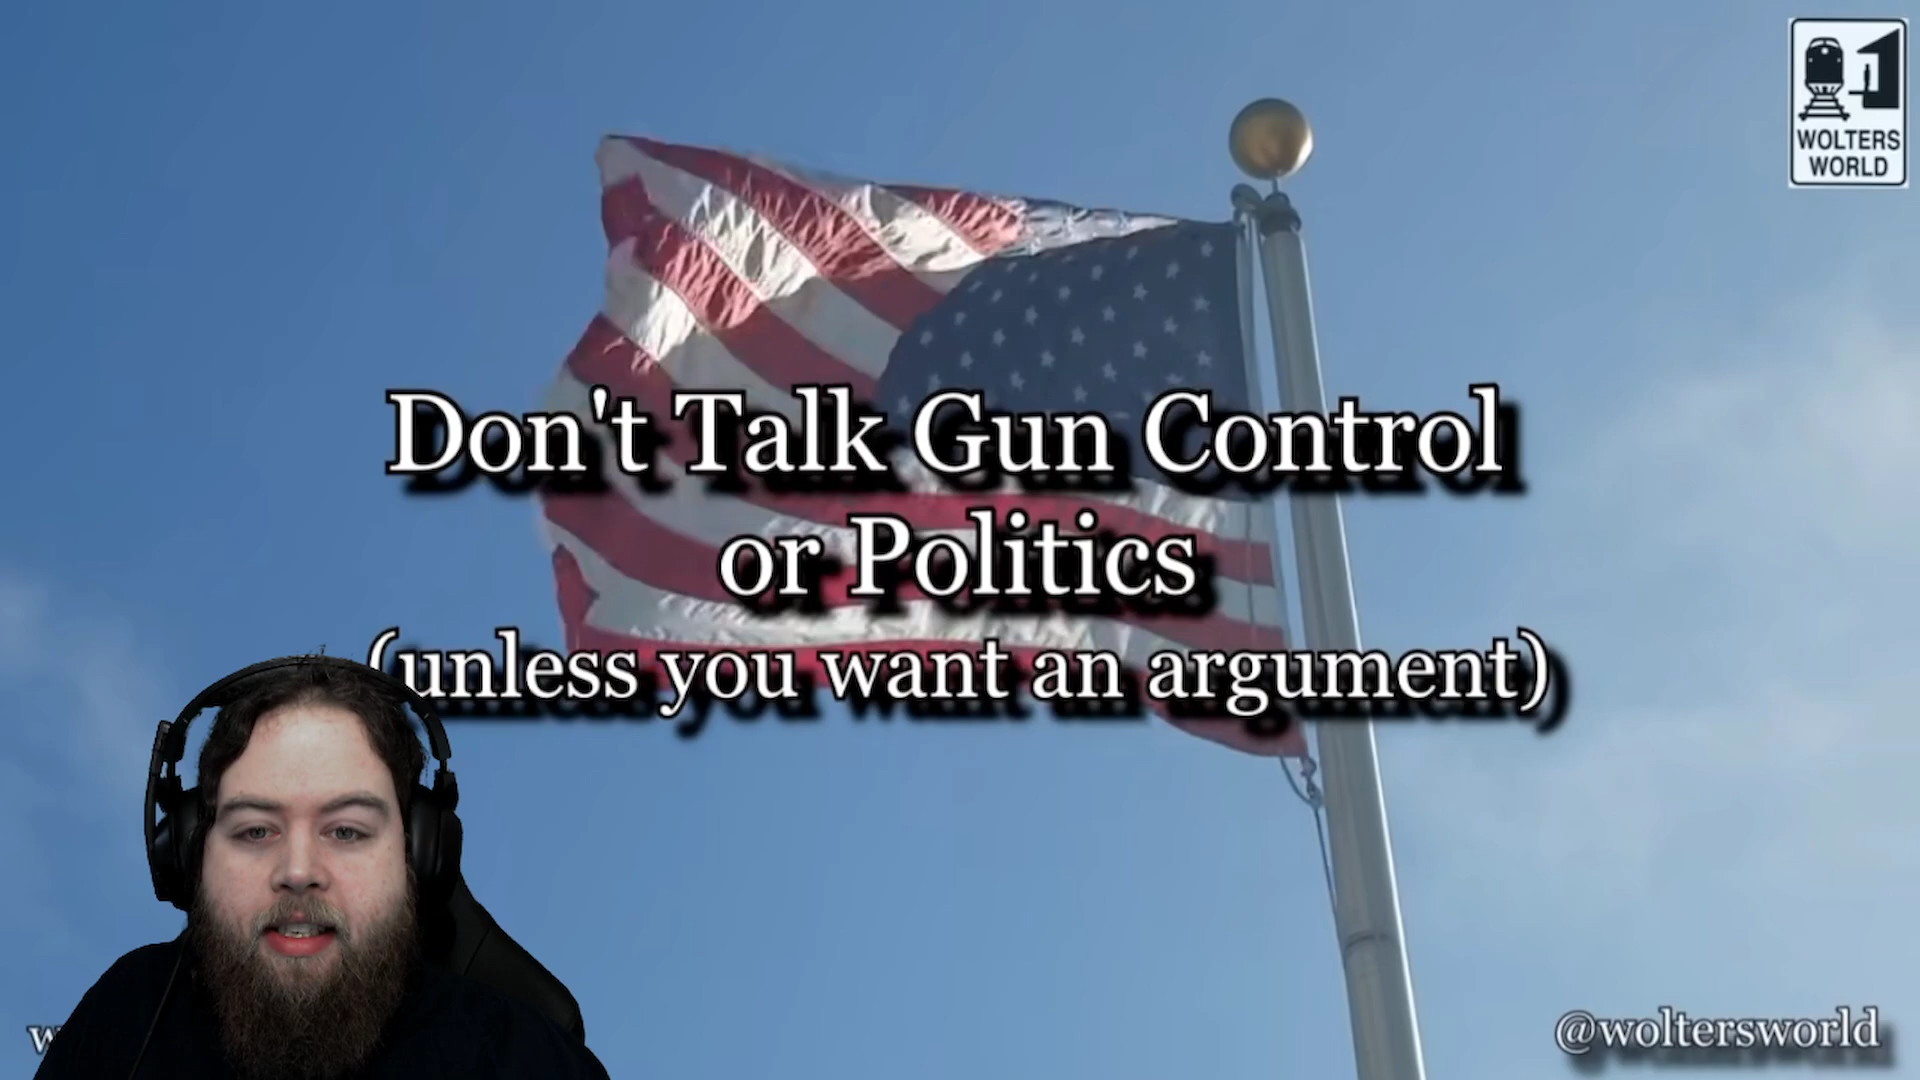 WOLTERS
WORLD
Don't Talk Gun Control
or Politics
(unless you want an argument)
@woltersworld